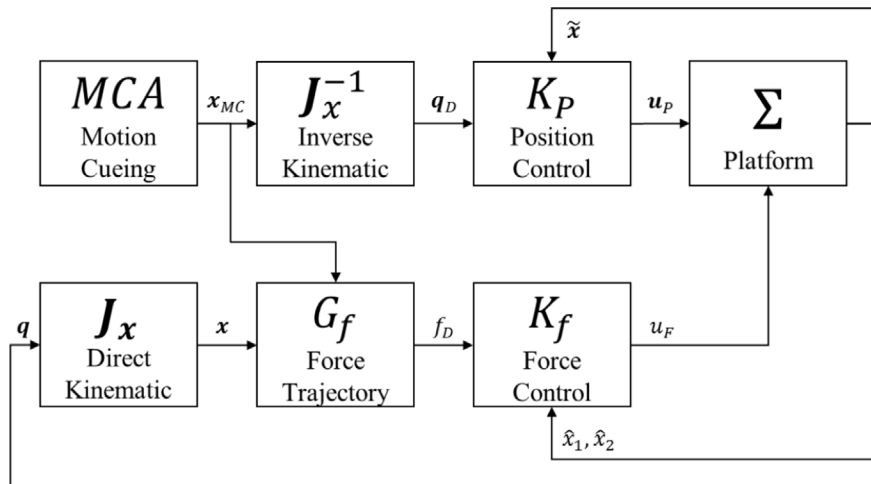 x̃
MCA
Motion
Cueing
x_MC
J_x^{-1}
Inverse
Kinematic
q_D
K_P
Position
Control
u_P
Σ
Platform
q
J_x
Direct
Kinematic
x
G_f
Force
Trajectory
f_D
K_f
Force
Control
u_F
x̂_1, x̂_2